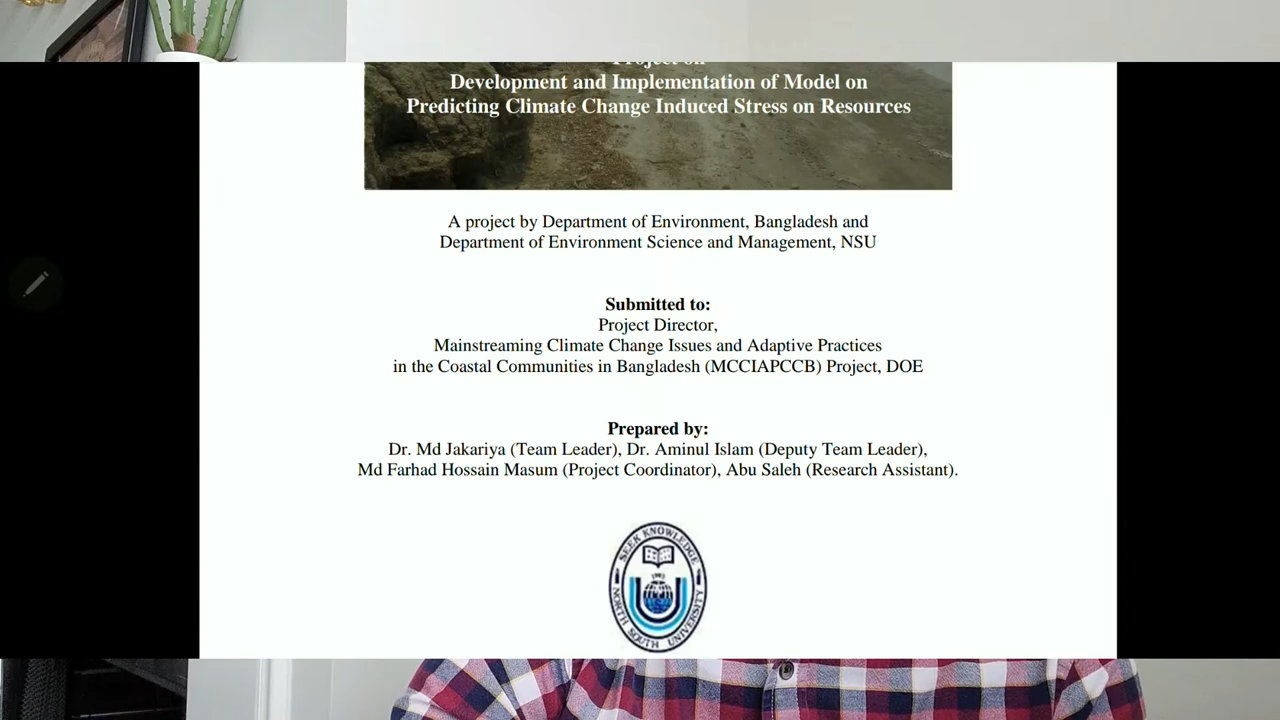 Project on
Development and Implementation of Model on
Predicting Climate Change Induced Stress on Resources
A project by Department of Environment, Bangladesh and
Department of Environment Science and Management, NSU
Submitted to:
Project Director,
Mainstreaming Climate Change Issues and Adaptive Practices
in the Coastal Communities in Bangladesh (MCCIAPCCB) Project, DOE
Prepared by:
Dr. Md Jakariya (Team Leader), Dr. Aminul Islam (Deputy Team Leader),
Md Farhad Hossain Masum (Project Coordinator), Abu Saleh (Research Assistant).
SEEK KNOWLEDGE
1992
NORTH SOUTH UNIVERSITY